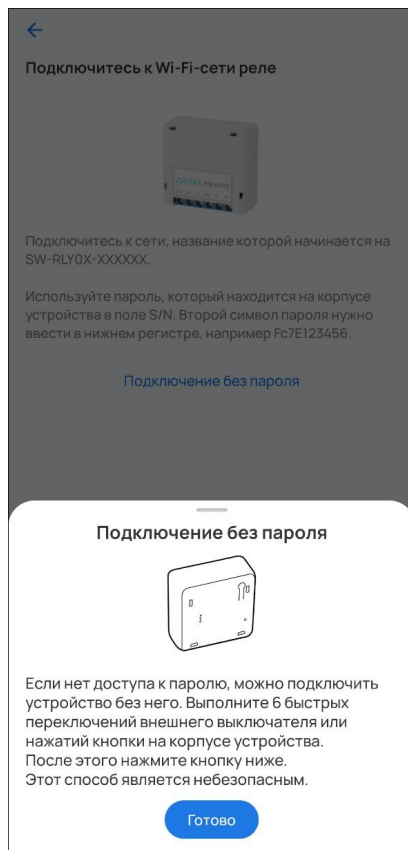 Подключитесь к Wi-Fi-сети реле
Подключитесь к сети, название которой начинается на
SW-RLY0X-XXXXXX.
Используйте пароль, который находится на корпусе
устройства в поле S/N. Второй символ пароля нужно
ввести в нижнем регистре, например Fc7E123456.
Подключение без пароля
Подключение без пароля
Если нет доступа к паролю, можно подключить
устройство без него. Выполните 6 быстрых
переключений внешнего выключателя или
нажатий кнопки на корпусе устройства.
После этого нажмите кнопку ниже.
Этот способ является небезопасным.
Готово